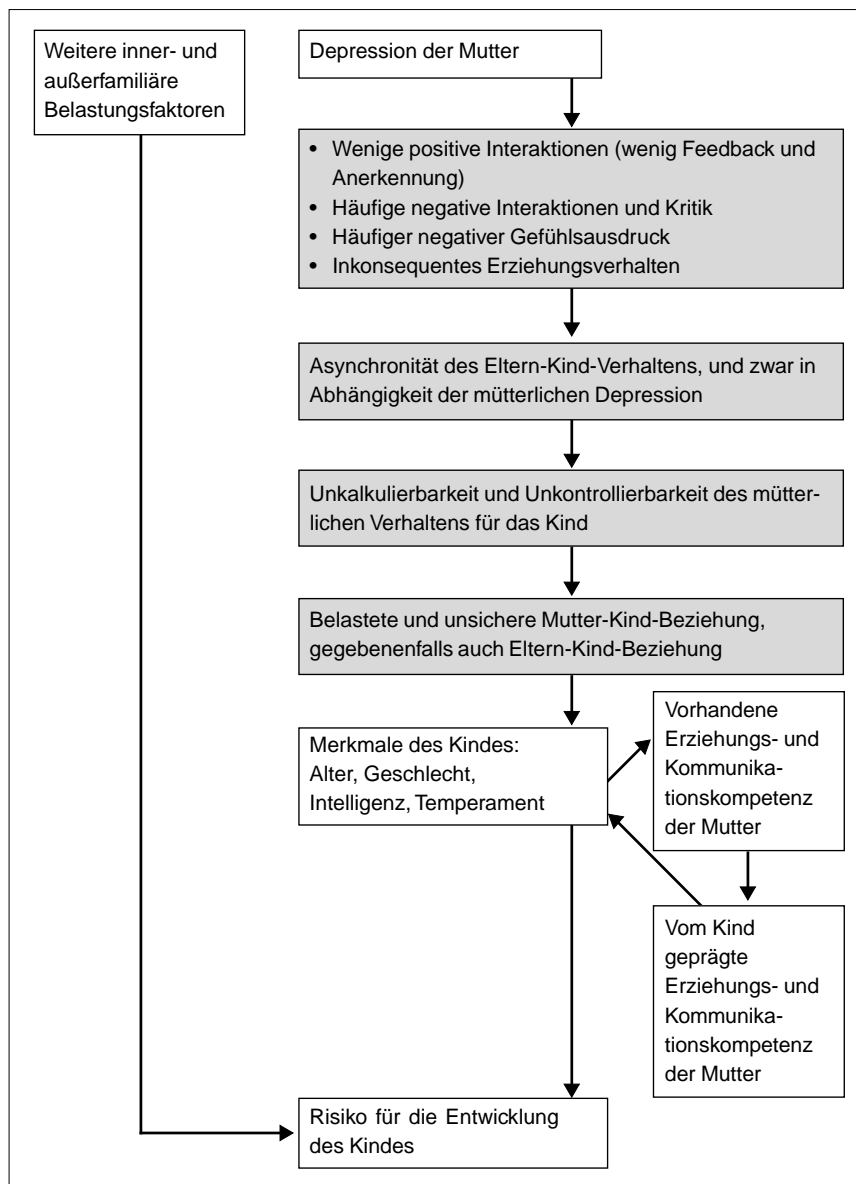 Weitere inner- und
außerfamiliäre
Belastungsfaktoren
Depression der Mutter
• Wenige positive Interaktionen (wenig Feedback und
Anerkennung)
• Häufige negative Interaktionen und Kritik
• Häufiger negativer Gefühlsausdruck
• Inkonsequentes Erziehungsverhalten
Asynchronität des Eltern-Kind-Verhaltens, und zwar in
Abhängigkeit der mütterlichen Depression
Unkalkulierbarkeit und Unkontrollierbarkeit des mütter-
lichen Verhaltens für das Kind
Belastete und unsichere Mutter-Kind-Beziehung,
gegebenenfalls auch Eltern-Kind-Beziehung
Merkmale des Kindes:
Alter, Geschlecht,
Intelligenz, Temperament
Vorhandene
Erziehungs- und
Kommunika-
tionskompetenz
der Mutter
Vom Kind
geprägte
Erziehungs- und
Kommunika-
tionskompetenz
der Mutter
Risiko für die Entwicklung
des Kindes